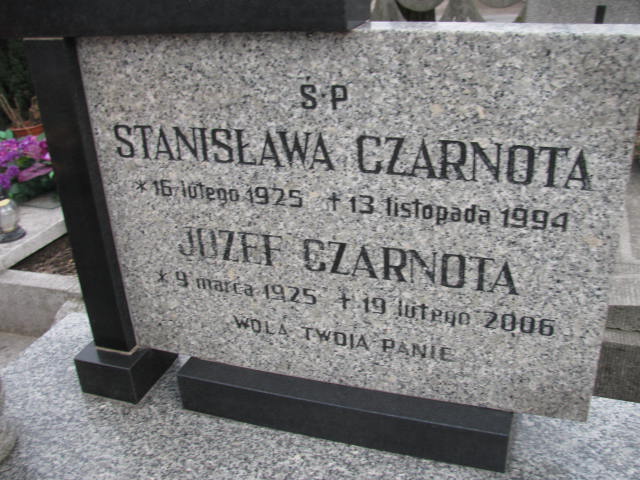 Ś.P
STANISŁAWA CZARNOTA
* 16 lutego 1925 + 13 listopada 1994
JÓZEF CZARNOTA
* 9 marca 1925 + 19 lutego 2006
WOLA TWOJA PANIE